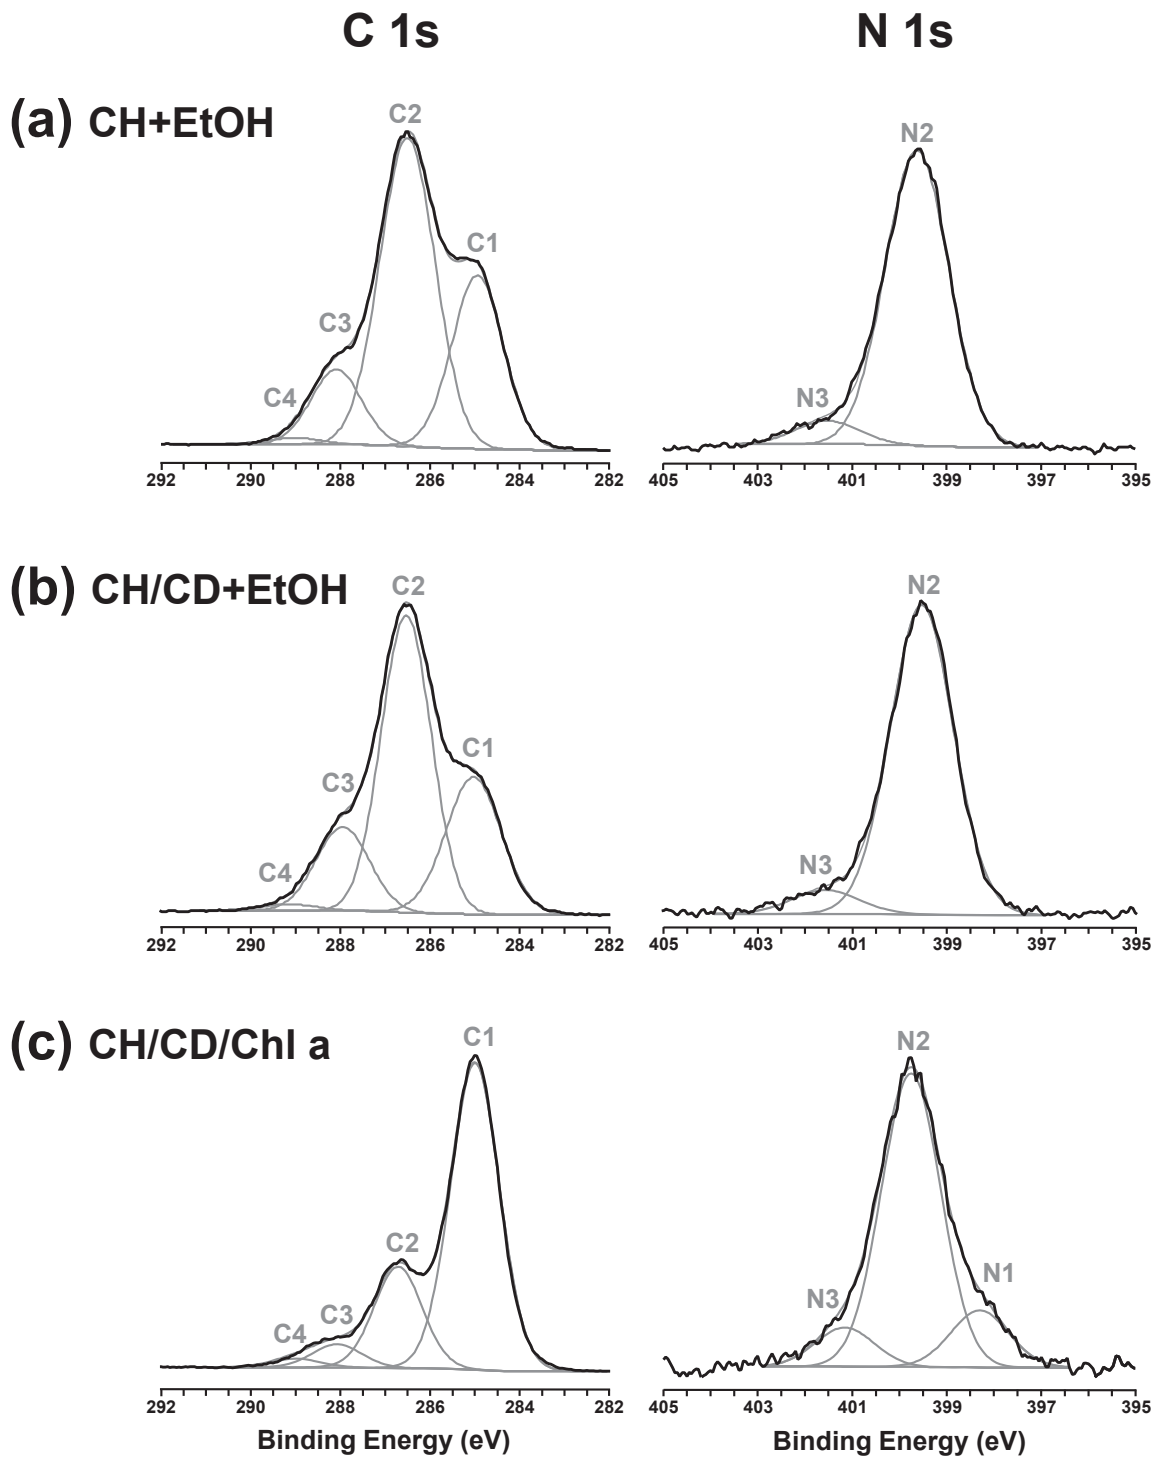 C 1s
N 1s
(a) CH+EtOH
C2
C1
C3
C4
N2
N3
292 290 288 286 284 282
405 403 401 399 397 395
(b) CH/CD+EtOH
C2
C1
C3
C4
N2
N3
292 290 288 286 284 282
405 403 401 399 397 395
(c) CH/CD/Chl a
C1
C2
C3
C4
N2
N1
N3
292 290 288 286 284 282
405 403 401 399 397 395
Binding Energy (eV)
Binding Energy (eV)